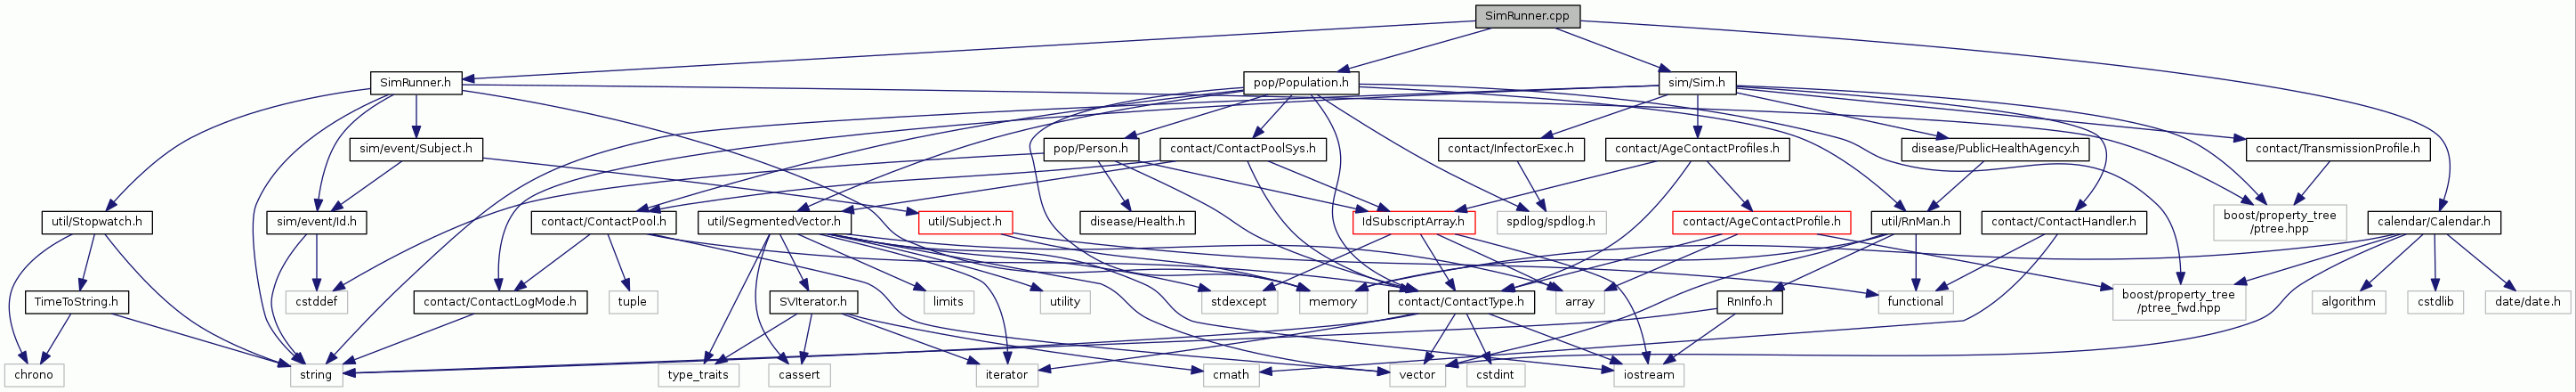 SimRunner.cpp
SimRunner.h
pop/Population.h
sim/Sim.h
sim/event/Subject.h
pop/Person.h
contact/ContactPoolSys.h
contact/InfectorExec.h
contact/AgeContactProfiles.h
disease/PublicHealthAgency.h
contact/TransmissionProfile.h
util/Stopwatch.h
sim/event/Id.h
contact/ContactPool.h
util/SegmentedVector.h
util/Subject.h
disease/Health.h
IdSubscriptArray.h
spdlog/spdlog.h
contact/AgeContactProfile.h
util/RnMan.h
contact/ContactHandler.h
boost/property_tree
/ptree.hpp
calendar/Calendar.h
TimeToString.h
cstddef
contact/ContactLogMode.h
tuple
SVIterator.h
limits
utility
stdexcept
memory
contact/ContactType.h
array
RnInfo.h
functional
boost/property_tree
/ptree_fwd.hpp
algorithm
cstdlib
date/date.h
chrono
string
type_traits
cassert
iterator
cmath
vector
cstdint
iostream